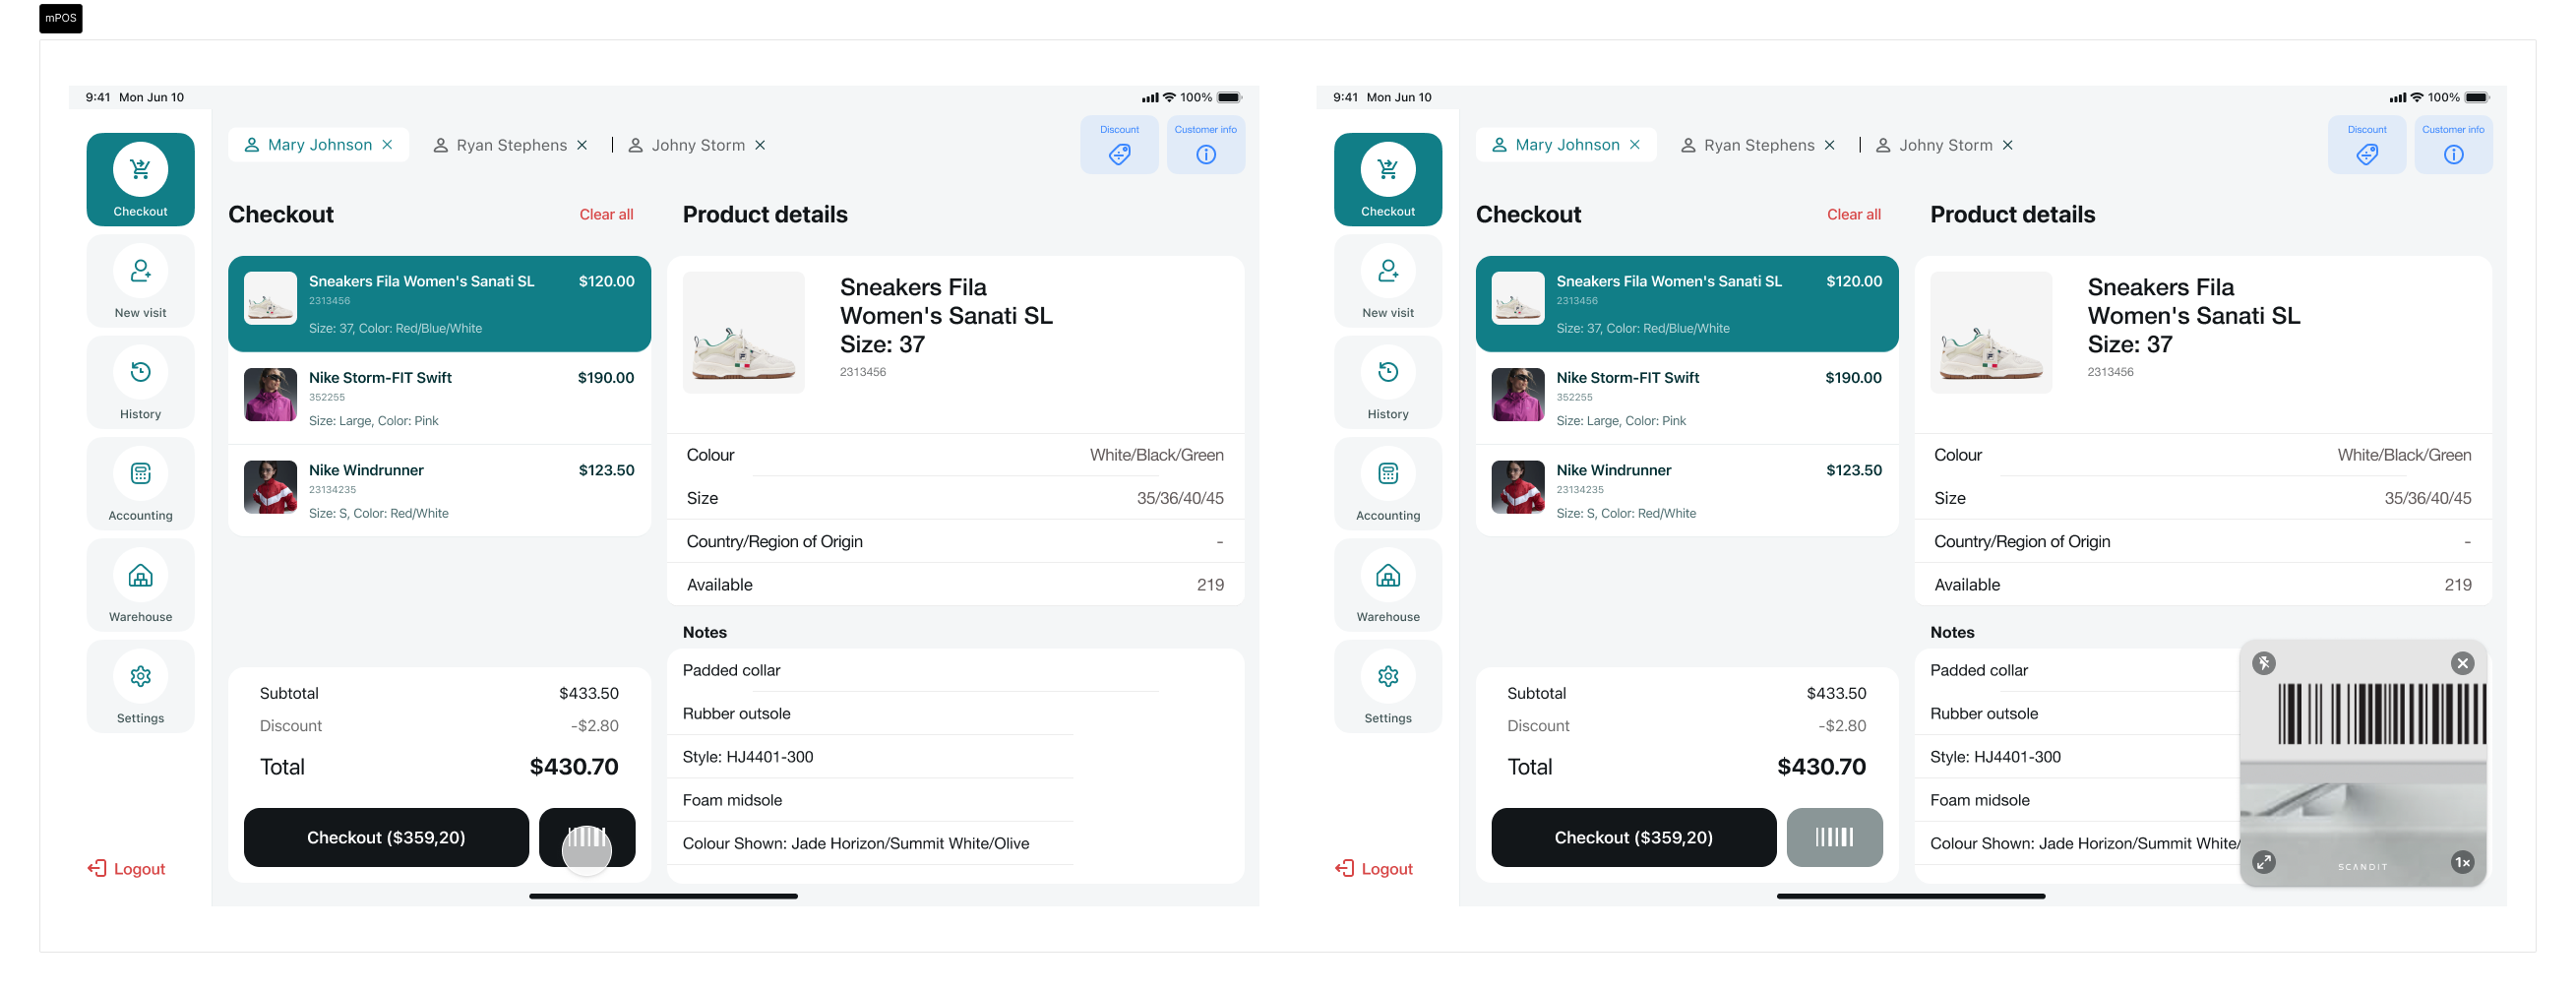 mPOS
9:41 Mon Jun 10
100%
Mary Johnson
Ryan Stephens
Johny Storm
Discount
Customer info
Checkout
New visit
History
Accounting
Warehouse
Settings
Logout
Checkout
Clear all
Sneakers Fila Women's Sanati SL $120.00
2313456
Size: 37, Color: Red/Blue/White
Nike Storm-FIT Swift $190.00
352255
Size: Large, Color: Pink
Nike Windrunner $123.50
23134235
Size: S, Color: Red/White
Subtotal $433.50
Discount -$2.80
Total $430.70
Checkout ($359,20)
Product details
Sneakers Fila
Women's Sanati SL
Size: 37
2313456
Colour White/Black/Green
Size 35/36/40/45
Country/Region of Origin -
Available 219
Notes
Padded collar
Rubber outsole
Style: HJ4401-300
Foam midsole
Colour Shown: Jade Horizon/Summit White/Olive
9:41 Mon Jun 10
100%
Mary Johnson
Ryan Stephens
Johny Storm
Discount
Customer info
Checkout
New visit
History
Accounting
Warehouse
Settings
Logout
Checkout
Clear all
Sneakers Fila Women's Sanati SL $120.00
2313456
Size: 37, Color: Red/Blue/White
Nike Storm-FIT Swift $190.00
352255
Size: Large, Color: Pink
Nike Windrunner $123.50
23134235
Size: S, Color: Red/White
Subtotal $433.50
Discount -$2.80
Total $430.70
Checkout ($359,20)
Product details
Sneakers Fila
Women's Sanati SL
Size: 37
2313456
Colour White/Black/Green
Size 35/36/40/45
Country/Region of Origin -
Available 219
Notes
Padded collar
Rubber outsole
Style: HJ4401-300
Foam midsole
Colour Shown: Jade Horizon/Summit White/
1x
SCANDIT